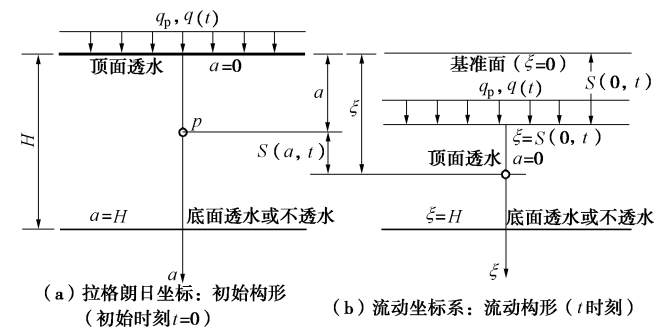 q_p, q(t)
顶面透水 a=0
H
p
a
S(a, t)
ξ
a=H
底面透水或不透水
a
(a) 拉格朗日坐标：初始构形
(初始时刻t=0)
基准面 (ξ=0)
S(0, t)
q_p, q(t)
ξ=S(0, t)
顶面透水 a=0
ξ=H
底面透水或不透水
ξ
(b) 流动坐标系：流动构形 (t时刻)